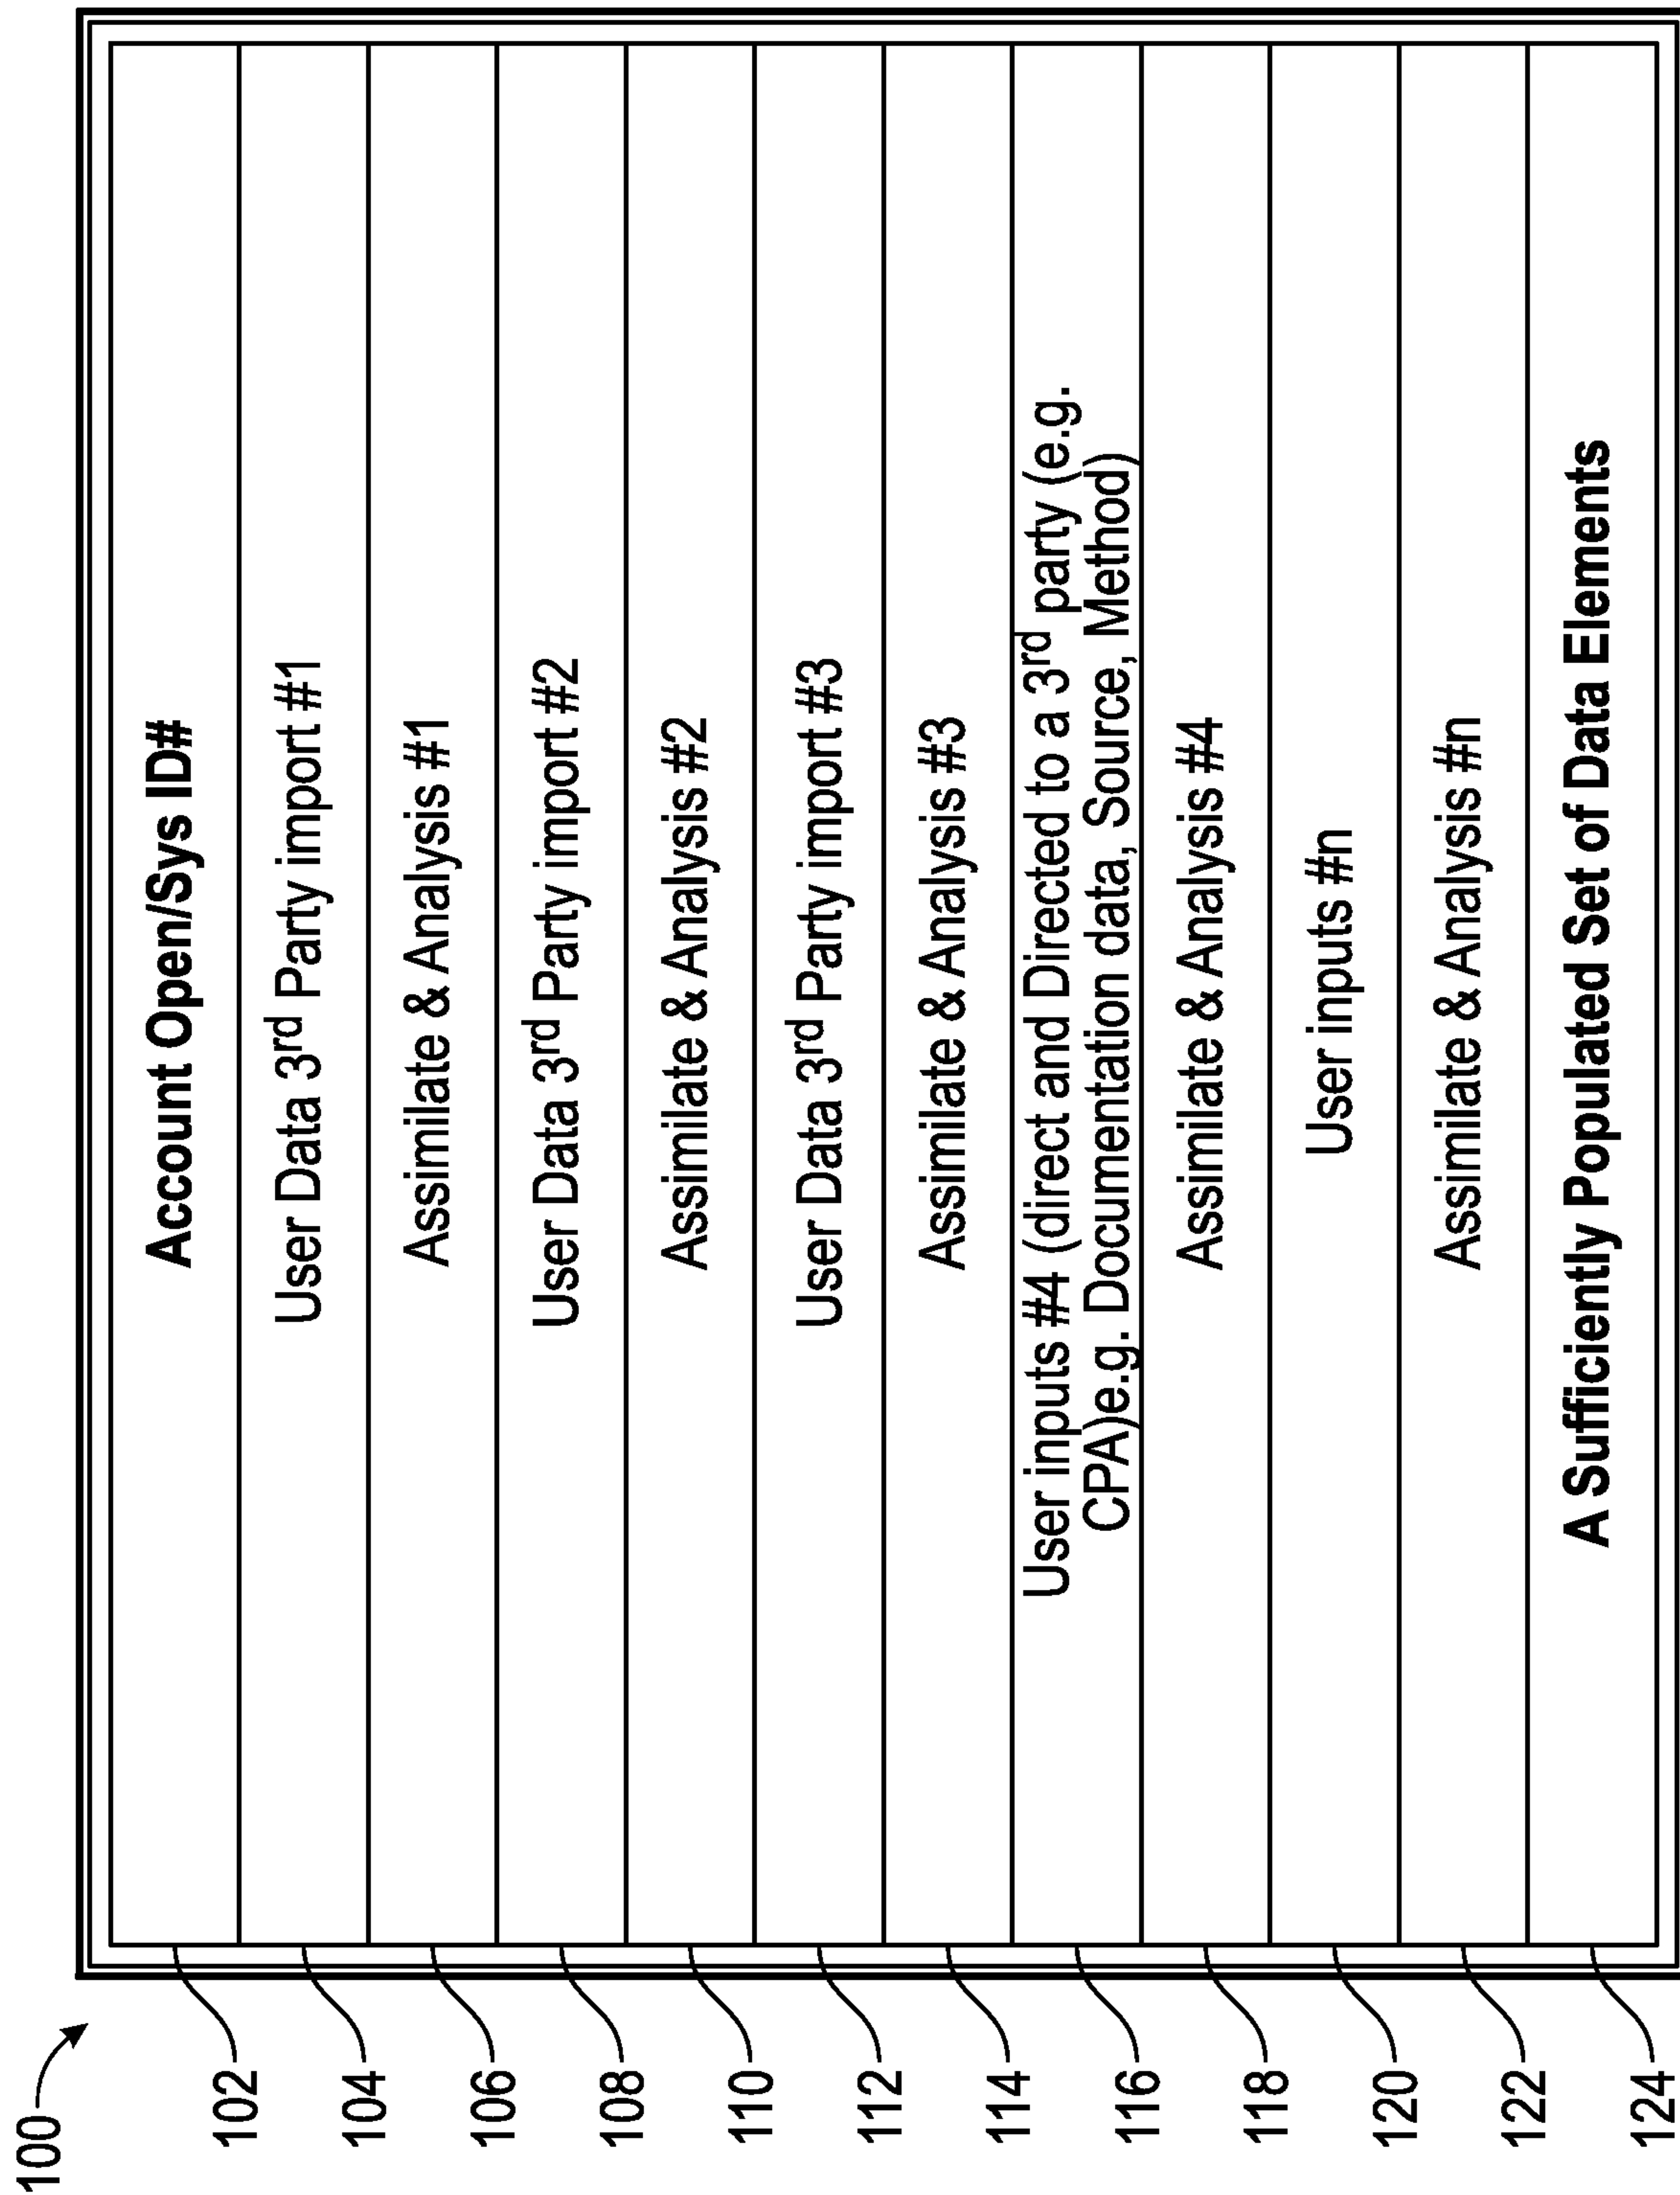 100
102
Account Open/Sys ID#
104
User Data 3rd Party import #1
106
Assimilate & Analysis #1
108
User Data 3rd Party import #2
110
Assimilate & Analysis #2
112
User Data 3rd Party import #3
114
Assimilate & Analysis #3
116
User inputs #4 (direct and Directed to a 3rd party (e.g.
CPA)e.g. Documentation data, Source, Method)
118
Assimilate & Analysis #4
120
User inputs #n
122
Assimilate & Analysis #n
124
A Sufficiently Populated Set of Data Elements